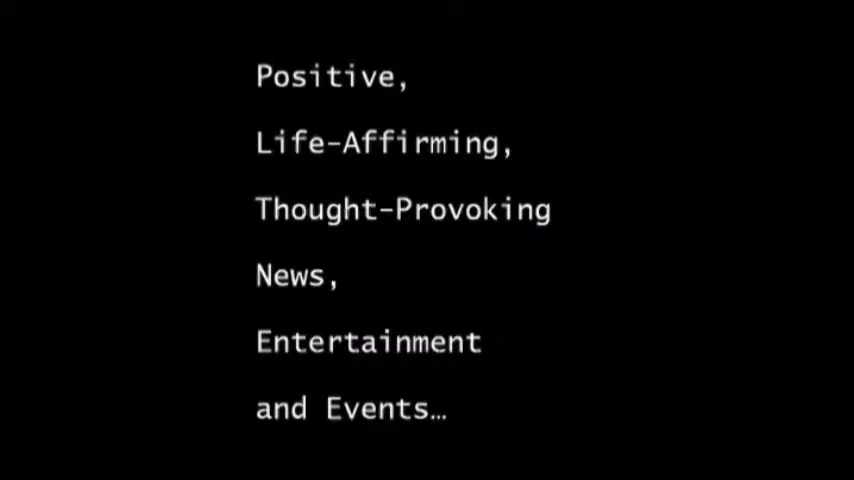 Positive,
Life-Affirming,
Thought-Provoking
News,
Entertainment
and Events…